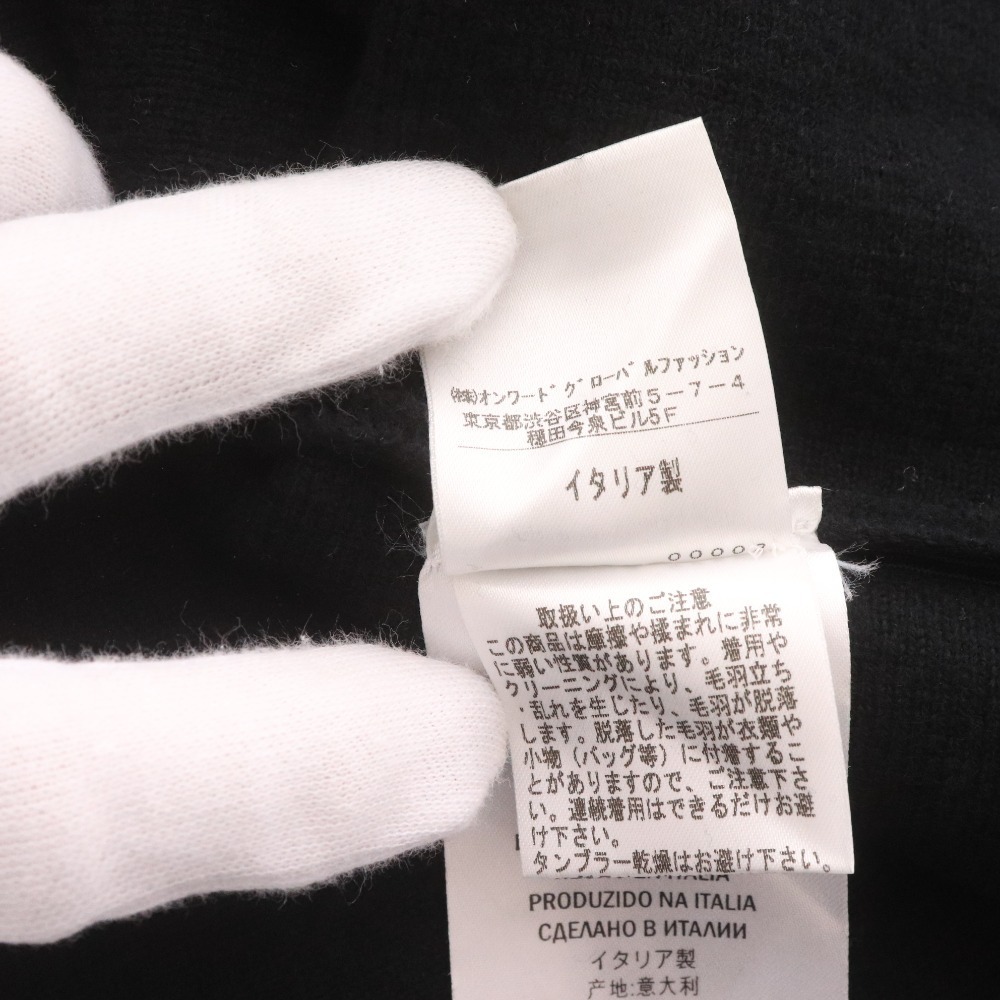 ㈱オンワードグローバルファッション
東京都渋谷区神宮前5-7-4
穏田今泉ビル5F
イタリア製
0000
取扱い上のご注意
この商品は摩擦や揉まれに非常
に弱い性質があります。着用や
クリーニングにより、毛羽立ち
・乱れを生じたり、毛羽が脱落
します。脱落した毛羽が衣類や
小物（バッグ等）に付着するこ
とがありますので、ご注意下さ
い。連続着用はできるだけお避
け下さい。
タンブラー乾燥はお避け下さい。
PRODUZIDO NA ITALIA
СДЕЛАНО В ИТАЛИИ
イタリア製
产地:意大利